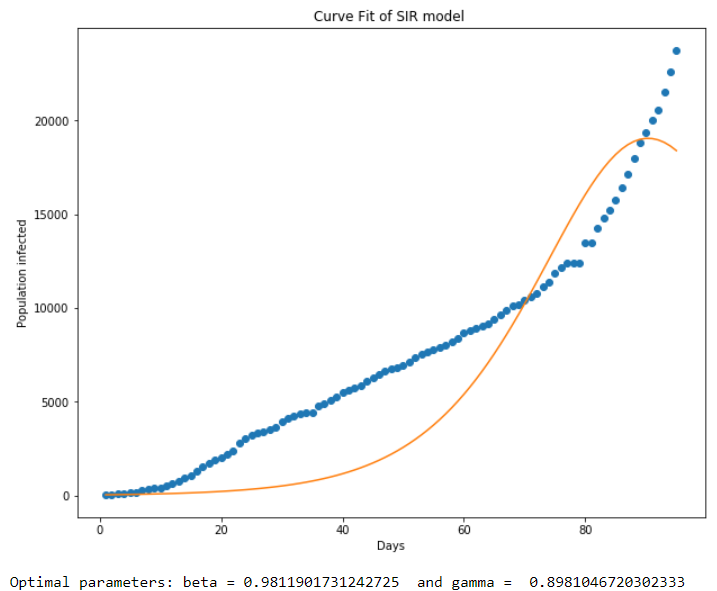 Curve Fit of SIR model
20000
15000
10000
5000
0
Population infected
0 20 40 60 80
Days
Optimal parameters: beta = 0.9811901731242725 and gamma = 0.8981046720302333